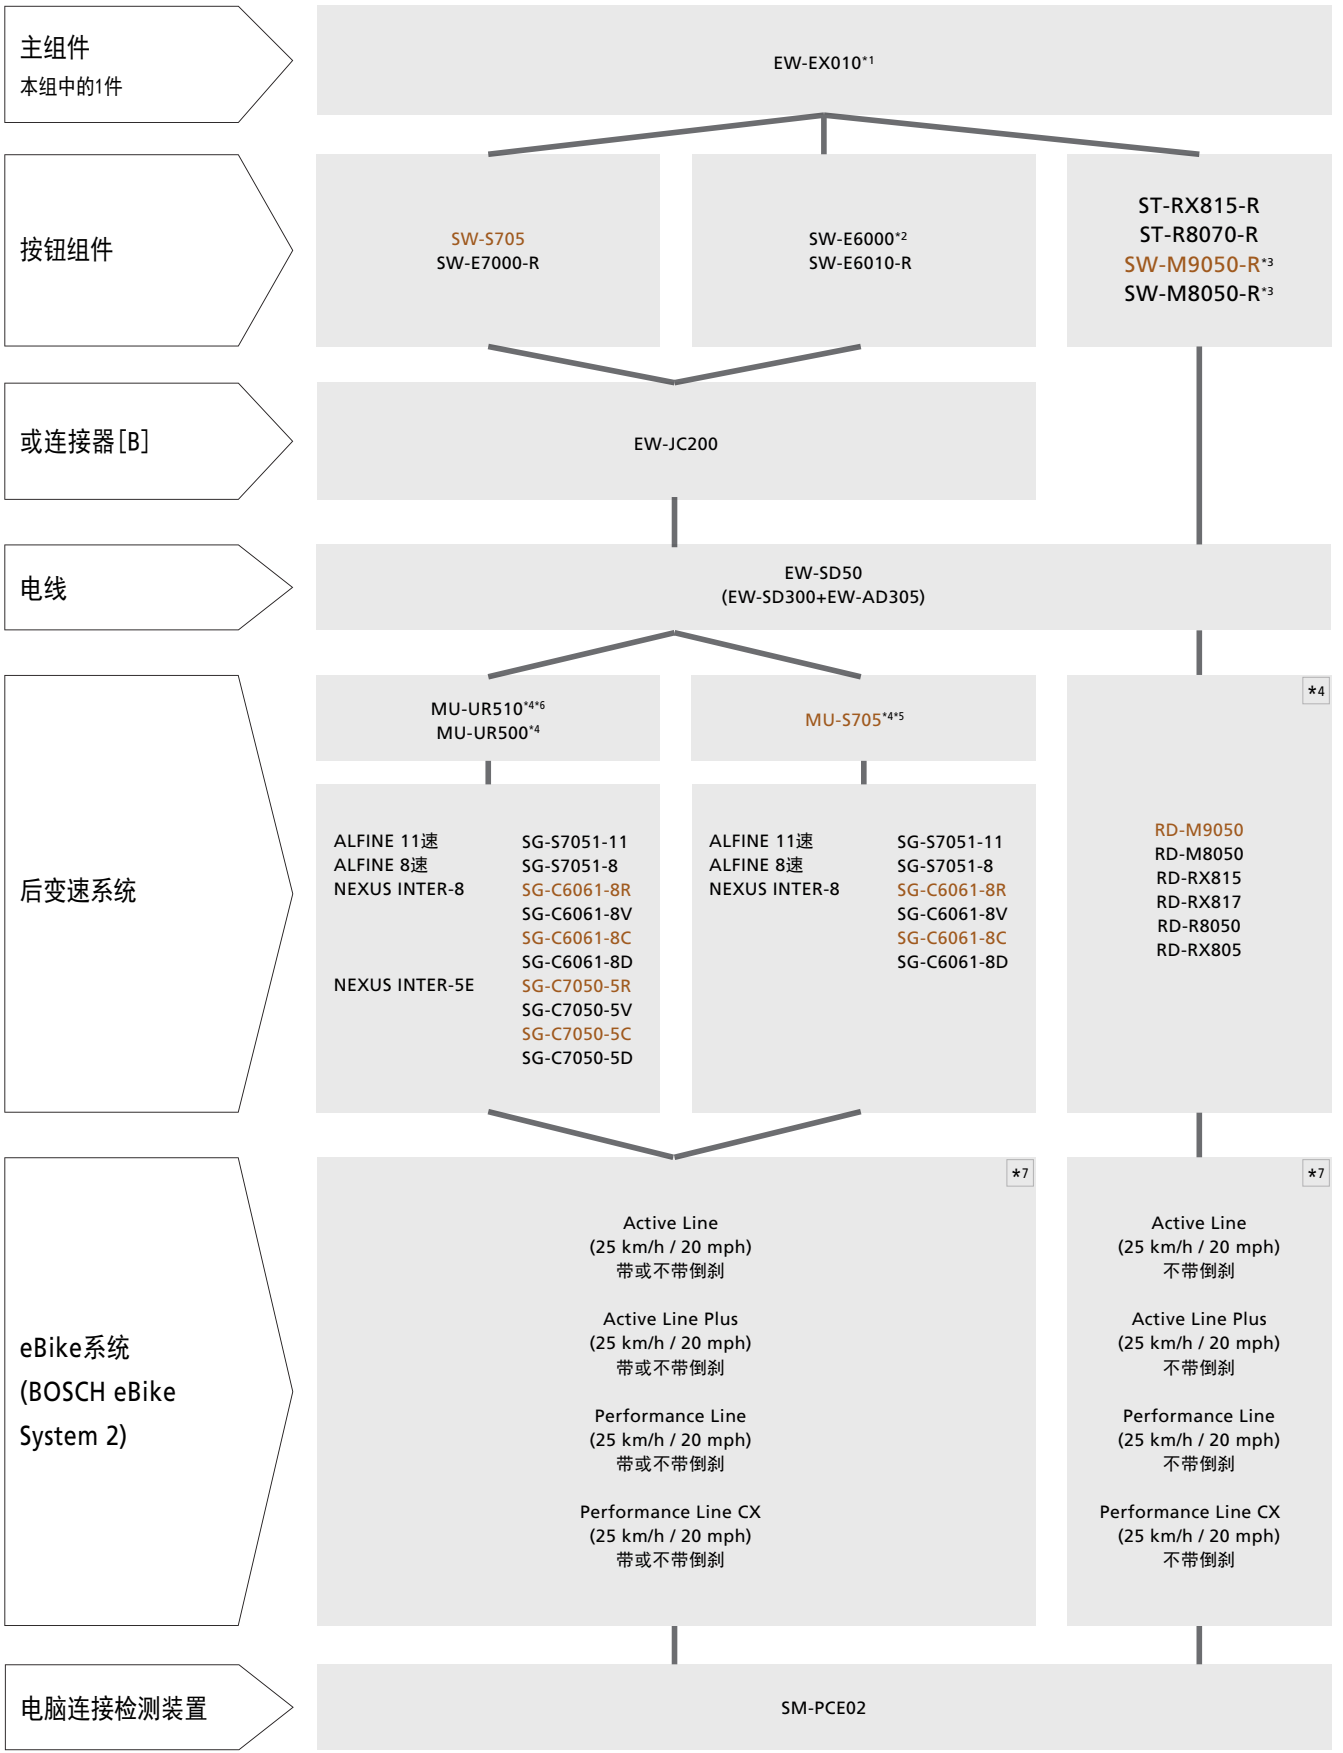 主组件
本组中的1件
EW-EX010*1
按钮组件
SW-S705
SW-E7000-R
SW-E6000*2
SW-E6010-R
ST-RX815-R
ST-R8070-R
SW-M9050-R*3
SW-M8050-R*3
或连接器[B]
EW-JC200
电线
EW-SD50
(EW-SD300+EW-AD305)
后变速系统
MU-UR510*4*6
MU-UR500*4
MU-S705*4*5
ALFINE 11速 SG-S7051-11
ALFINE 8速 SG-S7051-8
NEXUS INTER-8 SG-C6061-8R
SG-C6061-8V
SG-C6061-8C
SG-C6061-8D
NEXUS INTER-5E SG-C7050-5R
SG-C7050-5V
SG-C7050-5C
SG-C7050-5D
ALFINE 11速 SG-S7051-11
ALFINE 8速 SG-S7051-8
NEXUS INTER-8 SG-C6061-8R
SG-C6061-8V
SG-C6061-8C
SG-C6061-8D
*4
RD-M9050
RD-M8050
RD-RX815
RD-RX817
RD-R8050
RD-RX805
eBike系统
(BOSCH eBike
System 2)
*7
Active Line
(25 km/h / 20 mph)
带或不带倒刹
Active Line Plus
(25 km/h / 20 mph)
带或不带倒刹
Performance Line
(25 km/h / 20 mph)
带或不带倒刹
Performance Line CX
(25 km/h / 20 mph)
带或不带倒刹
*7
Active Line
(25 km/h / 20 mph)
不带倒刹
Active Line Plus
(25 km/h / 20 mph)
不带倒刹
Performance Line
(25 km/h / 20 mph)
不带倒刹
Performance Line CX
(25 km/h / 20 mph)
不带倒刹
电脑连接检测装置
SM-PCE02